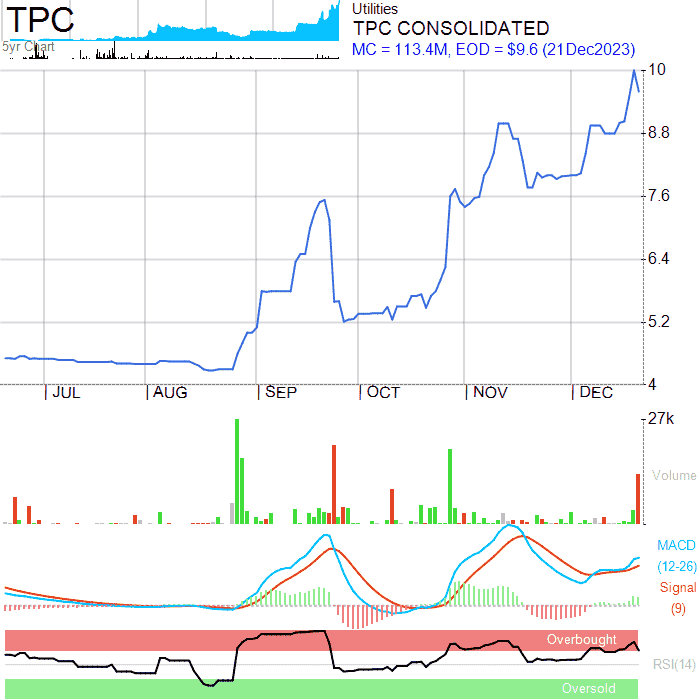 TPC
5yr Chart
Utilities
TPC CONSOLIDATED
MC = 113.4M, EOD = $9.6 (21Dec2023)
10
8.8
7.6
6.4
5.2
4
JUL AUG SEP OCT NOV DEC
27k
Volume
MACD
(12-26)
Signal
(9)
Overbought
RSI(14)
Oversold